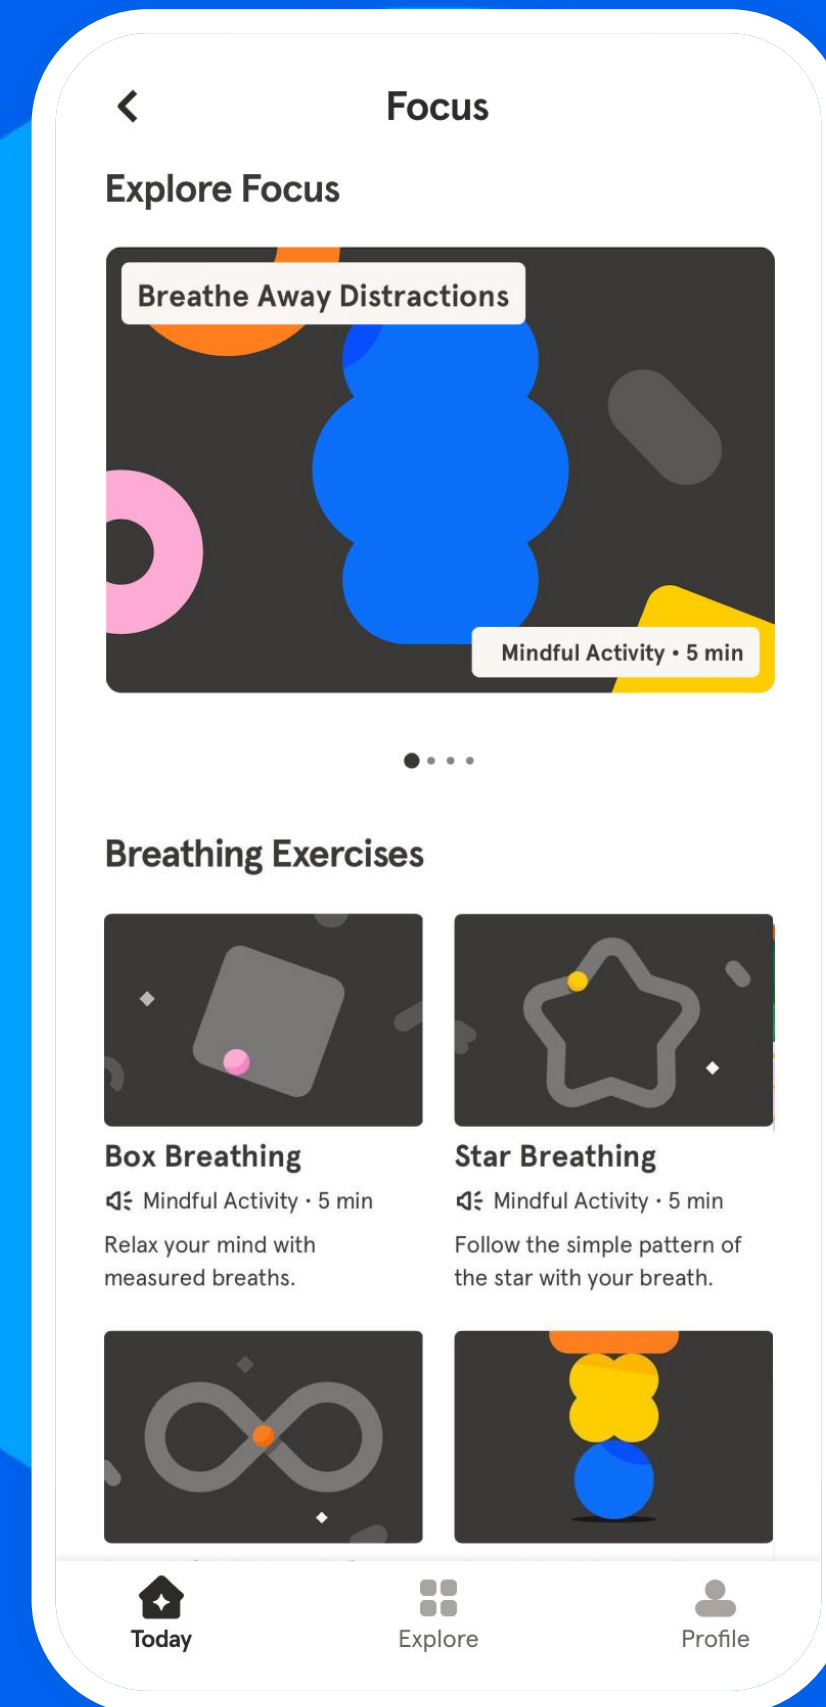 Focus
Explore Focus
Breathe Away Distractions
Mindful Activity • 5 min
Breathing Exercises
Box Breathing
Mindful Activity • 5 min
Relax your mind with
measured breaths.
Star Breathing
Mindful Activity • 5 min
Follow the simple pattern of
the star with your breath.
Today
Explore
Profile